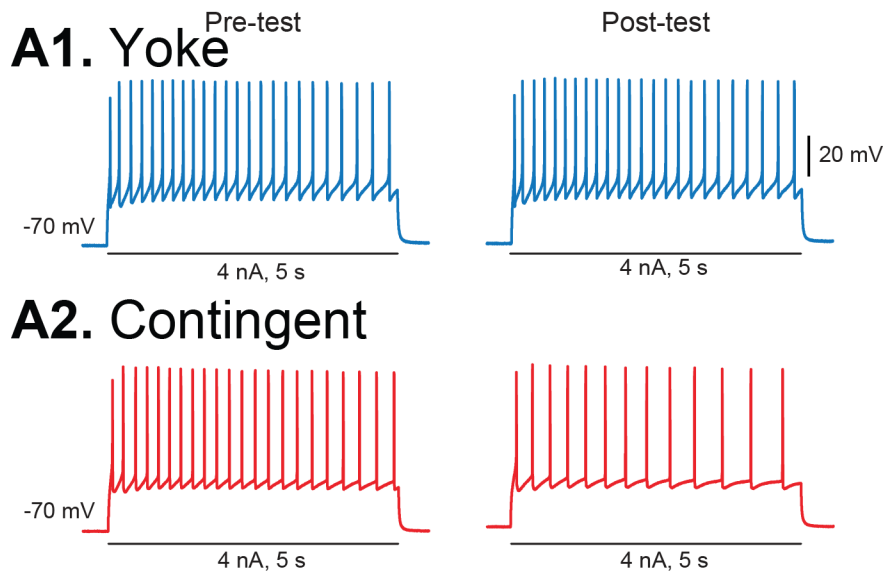 Pre-test
Post-test
A1. Yoke
20 mV
-70 mV
4 nA, 5 s
4 nA, 5 s
A2. Contingent
-70 mV
4 nA, 5 s
4 nA, 5 s